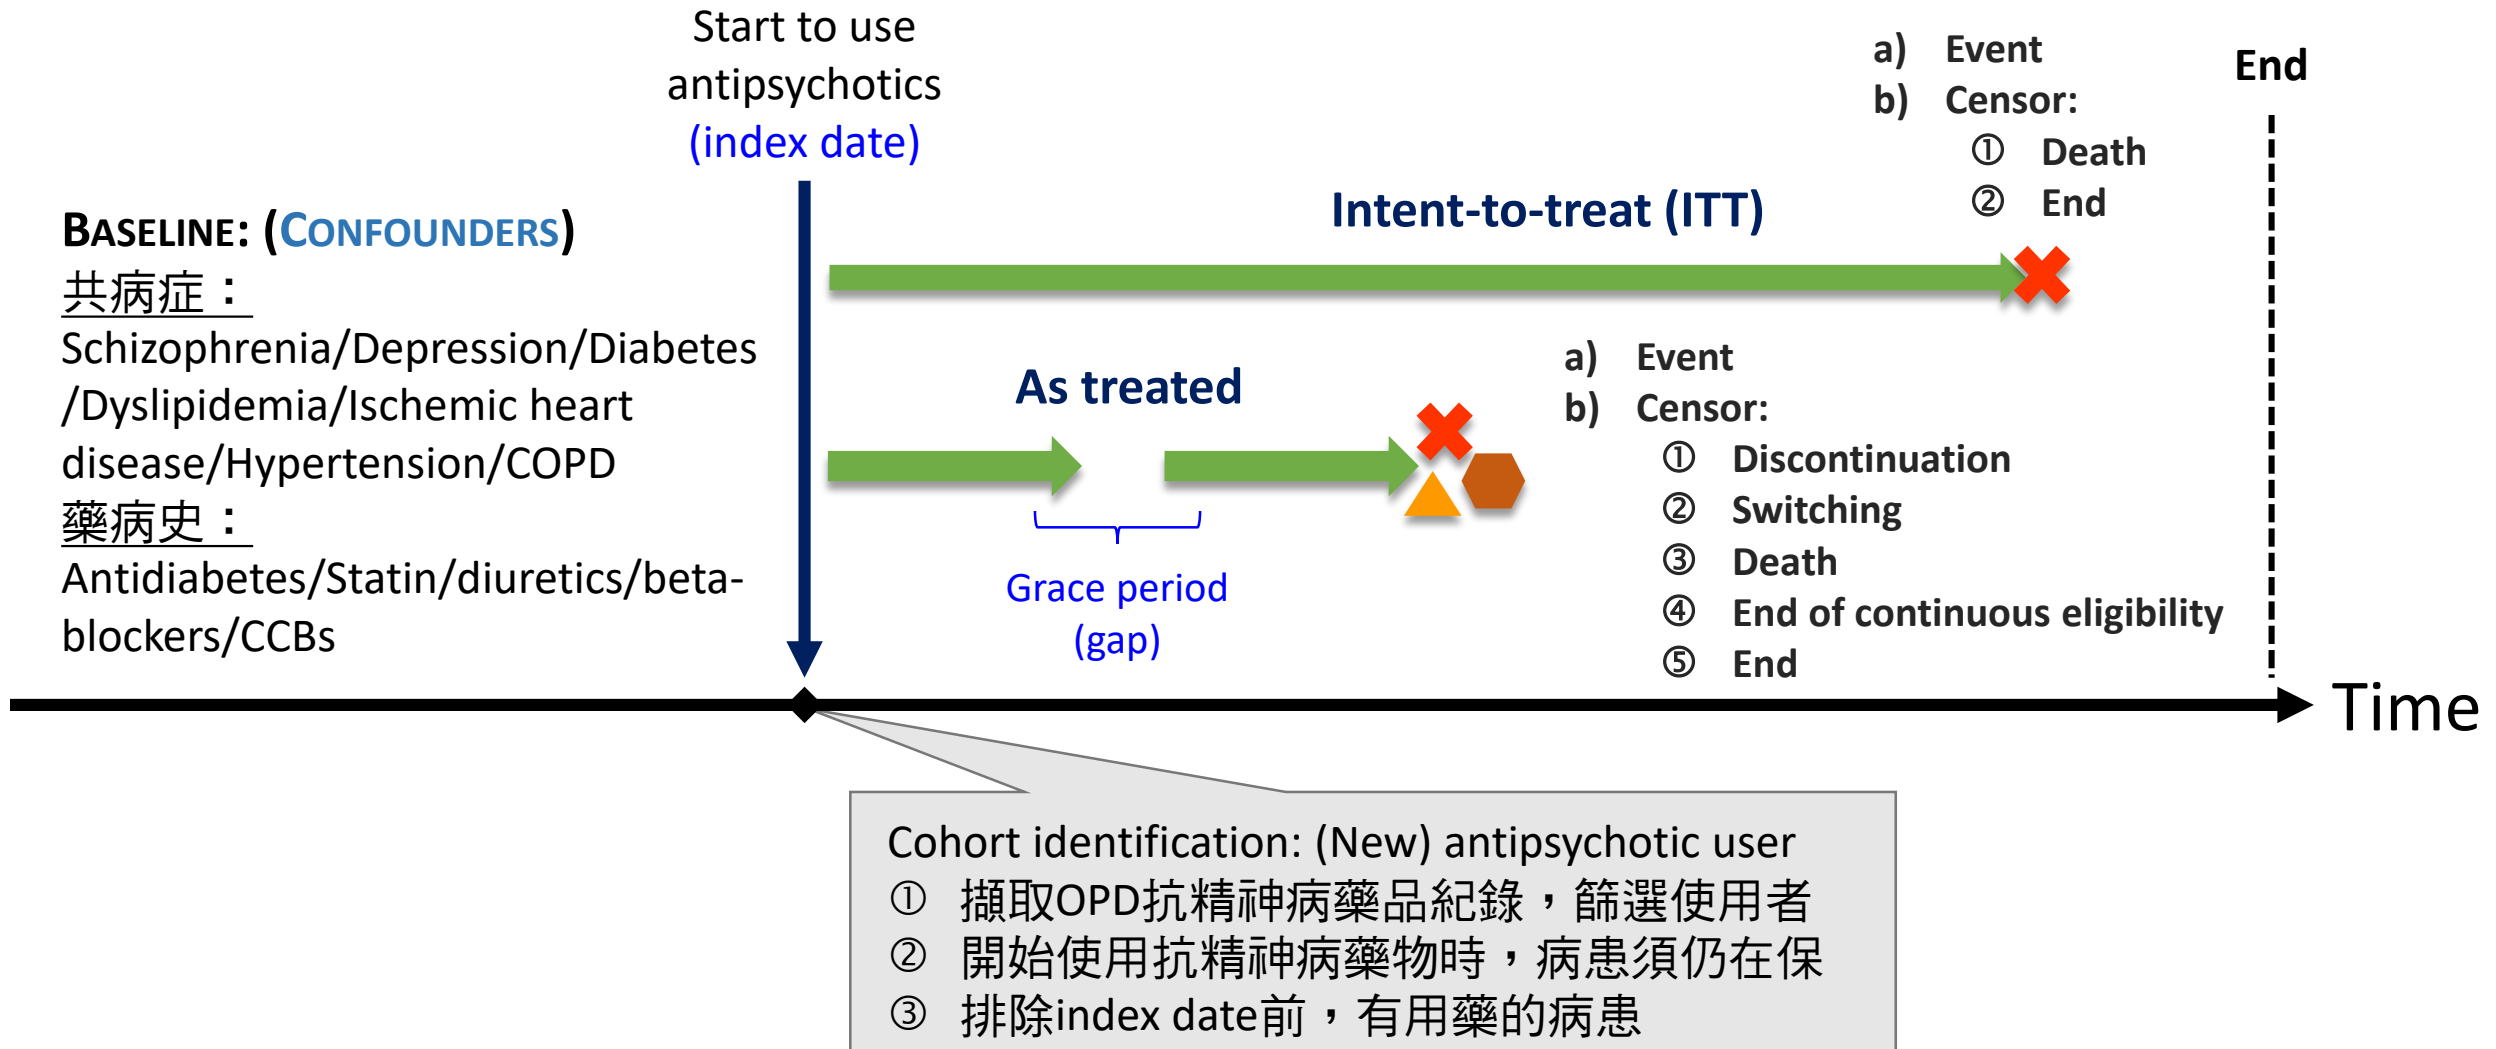 Start to use
antipsychotics
(index date)
BASELINE: (CONFOUNDERS)
共病症：
Schizophrenia/Depression/Diabetes
/Dyslipidemia/Ischemic heart
disease/Hypertension/COPD
藥病史：
Antidiabetes/Statin/diuretics/beta-
blockers/CCBs
Intent-to-treat (ITT)
a) Event
b) Censor:
① Death
② End
End
As treated
Grace period
(gap)
a) Event
b) Censor:
① Discontinuation
② Switching
③ Death
④ End of continuous eligibility
⑤ End
Time
Cohort identification: (New) antipsychotic user
① 擷取OPD抗精神病藥品紀錄，篩選使用者
② 開始使用抗精神病藥物時，病患須仍在保
③ 排除index date前，有用藥的病患